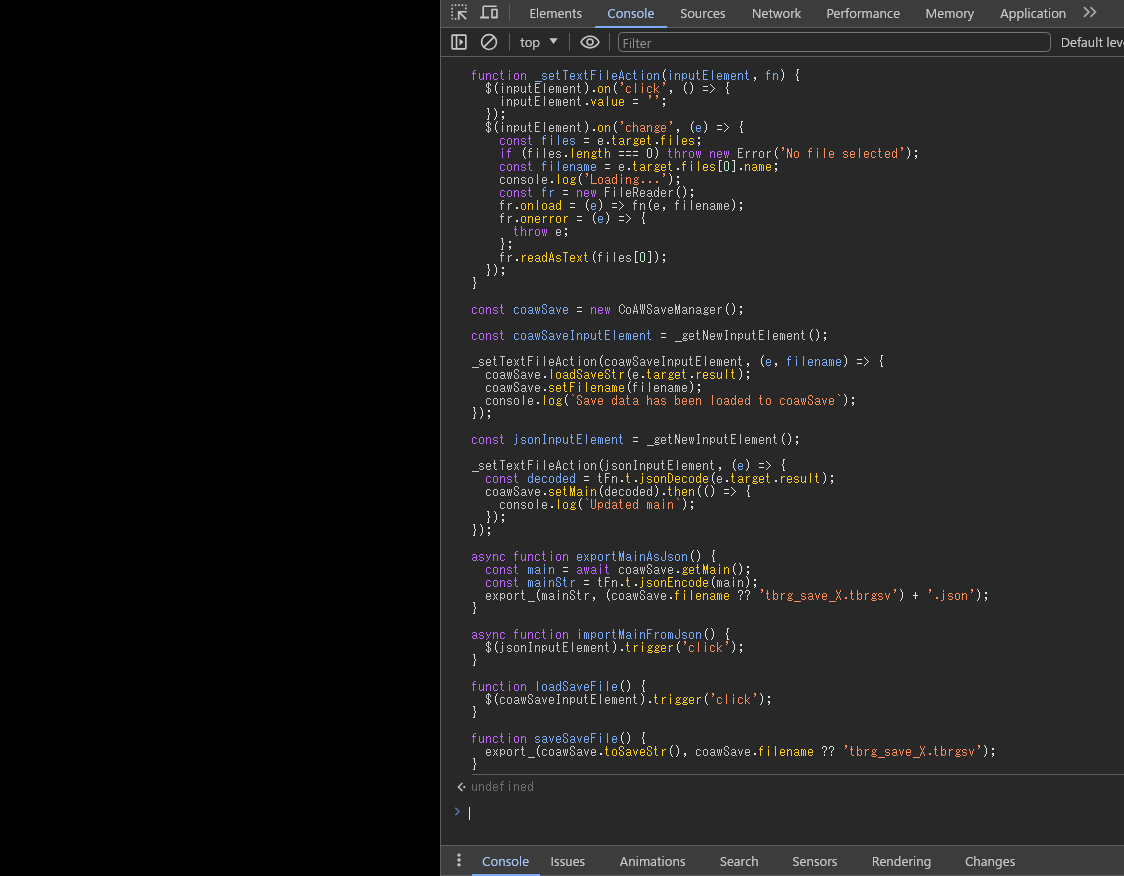 Elements Console Sources Network Performance Memory Application
top Filter Default lev
function _setTextFileAction(inputElement, fn) {
  $(inputElement).on('click', () => {
    inputElement.value = '';
  });
  $(inputElement).on('change', (e) => {
    const files = e.target.files;
    if (files.length === 0) throw new Error('No file selected');
    const filename = e.target.files[0].name;
    console.log('Loading...');
    const fr = new FileReader();
    fr.onload = (e) => fn(e, filename);
    fr.onerror = (e) => {
      throw e;
    };
    fr.readAsText(files[0]);
  });
}
const coawSave = new CoAWSaveManager();
const coawSaveInputElement = _getNewInputElement();
_setTextFileAction(coawSaveInputElement, (e, filename) => {
  coawSave.loadSaveStr(e.target.result);
  coawSave.setFilename(filename);
  console.log(`Save data has been loaded to coawSave`);
});
const jsonInputElement = _getNewInputElement();
_setTextFileAction(jsonInputElement, (e) => {
  const decoded = tFn.t.jsonDecode(e.target.result);
  coawSave.setMain(decoded).then(() => {
    console.log(`Updated main`);
  });
});
async function exportMainAsJson() {
  const main = await coawSave.getMain();
  const mainStr = tFn.t.jsonEncode(main);
  export_(mainStr, (coawSave.filename ?? 'tbrg_save_X.tbrgsv') + '.json');
}
async function importMainFromJson() {
  $(jsonInputElement).trigger('click');
}
function loadSaveFile() {
  $(coawSaveInputElement).trigger('click');
}
function saveSaveFile() {
  export_(coawSave.toSaveStr(), coawSave.filename ?? 'tbrg_save_X.tbrgsv');
}
undefined
>
Console Issues Animations Search Sensors Rendering Changes